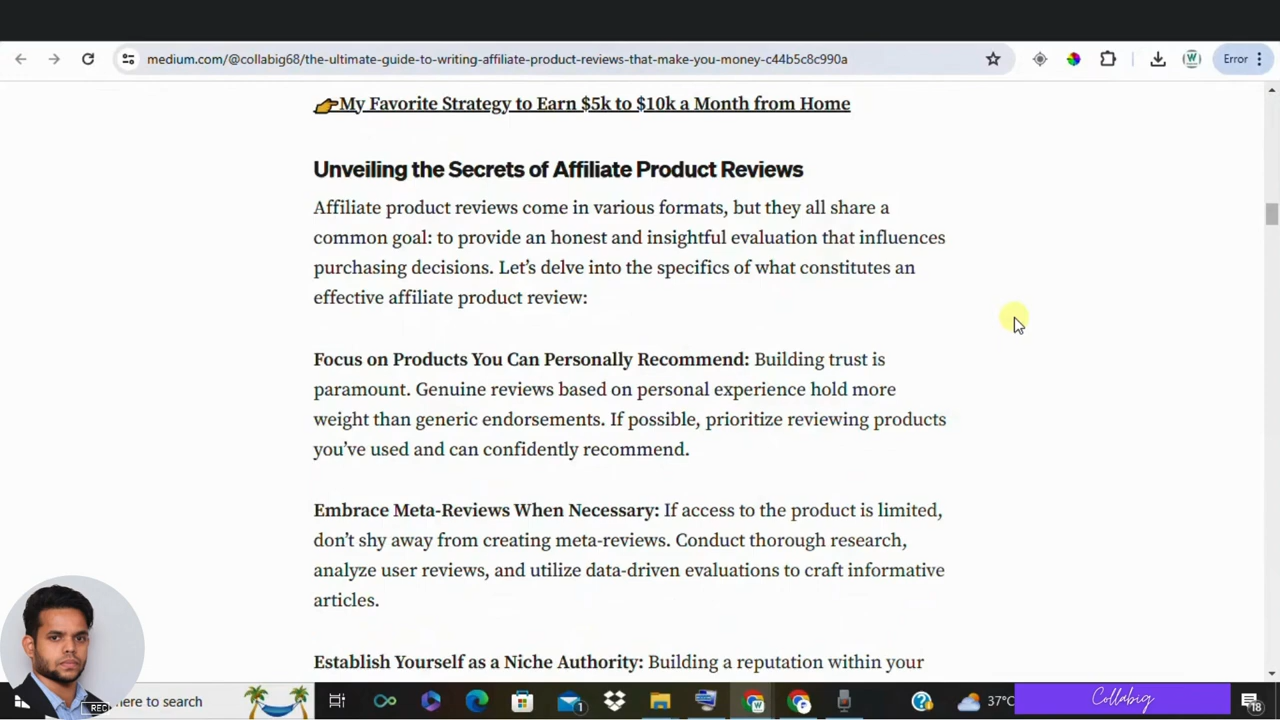 medium.com/@collabig68/the-ultimate-guide-to-writing-affiliate-product-reviews-that-make-you-money-c44b5c8c990a
Error
My Favorite Strategy to Earn $5k to $10k a Month from Home
Unveiling the Secrets of Affiliate Product Reviews
Affiliate product reviews come in various formats, but they all share a
common goal: to provide an honest and insightful evaluation that influences
purchasing decisions. Let’s delve into the specifics of what constitutes an
effective affiliate product review:
Focus on Products You Can Personally Recommend: Building trust is
paramount. Genuine reviews based on personal experience hold more
weight than generic endorsements. If possible, prioritize reviewing products
you’ve used and can confidently recommend.
Embrace Meta-Reviews When Necessary: If access to the product is limited,
don’t shy away from creating meta-reviews. Conduct thorough research,
analyze user reviews, and utilize data-driven evaluations to craft informative
articles.
Establish Yourself as a Niche Authority: Building a reputation within your
REC
here to search
1
37°C
Collabig
18